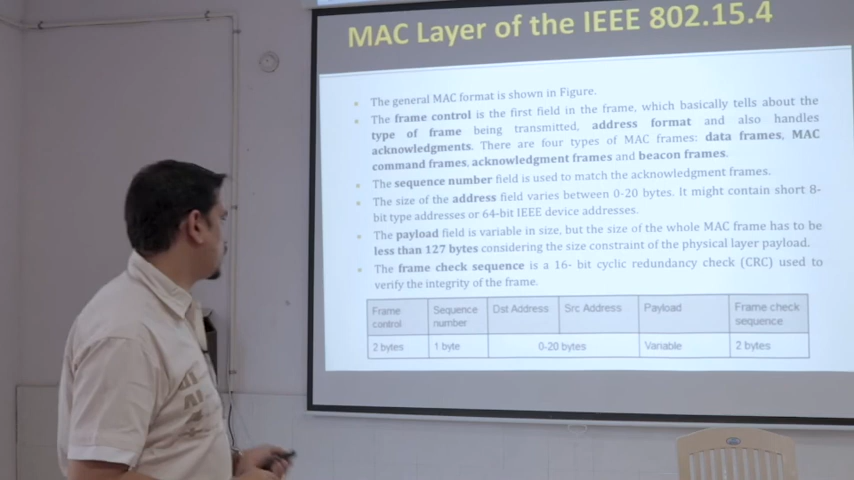 MAC Layer of the IEEE 802.15.4
The general MAC format is shown in Figure.
The frame control is the first field in the frame, which basically tells about the
type of frame being transmitted, address format and also handles
acknowledgments. There are four types of MAC frames: data frames, MAC
command frames, acknowledgment frames and beacon frames.
The sequence number field is used to match the acknowledgment frames.
The size of the address field varies between 0-20 bytes. It might contain short 8-
bit type addresses or 64-bit IEEE device addresses.
The payload field is variable in size, but the size of the whole MAC frame has to be
less than 127 bytes considering the size constraint of the physical layer payload.
The frame check sequence is a 16- bit cyclic redundancy check (CRC) used to
verify the integrity of the frame.
Frame control Sequence number Dst Address Src Address Payload Frame check sequence
2 bytes 1 byte 0-20 bytes Variable 2 bytes